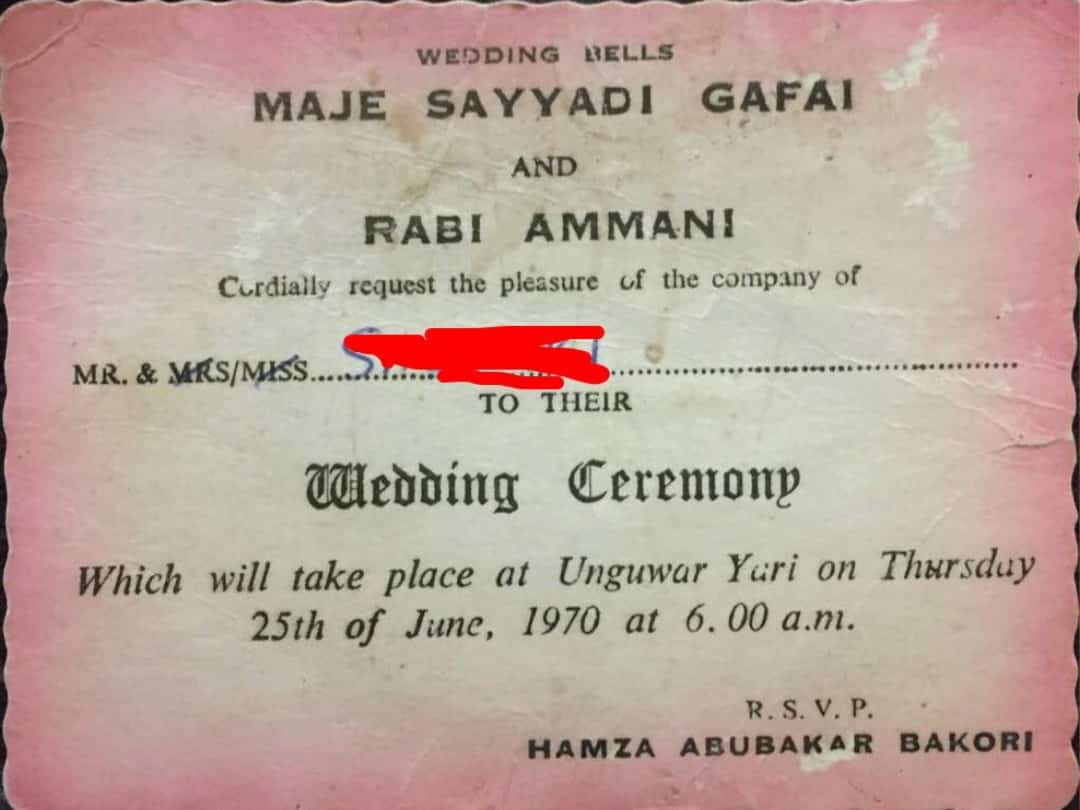 WEDDING BELLS
MAJE SAYYADI GAFAI
AND
RABI AMMANI
Cordially request the pleasure of the company of
MR. & MRS/MISS....................................................................
TO THEIR
Wedding Ceremony
Which will take place at Unguwar Yari on Thursday
25th of June, 1970 at 6.00 a.m.
R. S. V. P.
HAMZA ABUBAKAR BAKORI